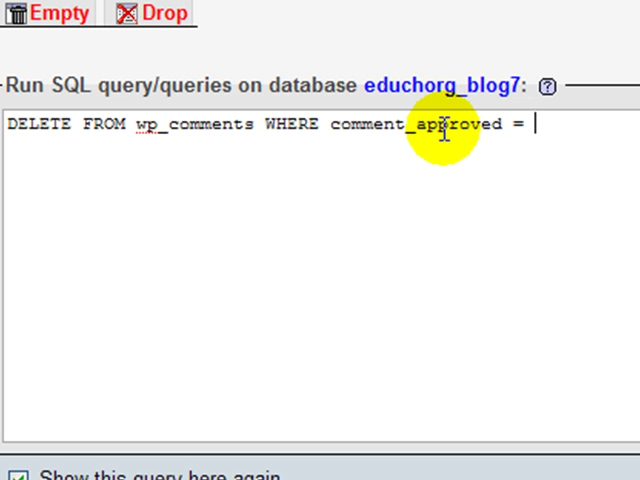 Empty Drop
Run SQL query/queries on database educhorg_blog7:
DELETE FROM wp_comments WHERE comment_approved =
Show this query here again